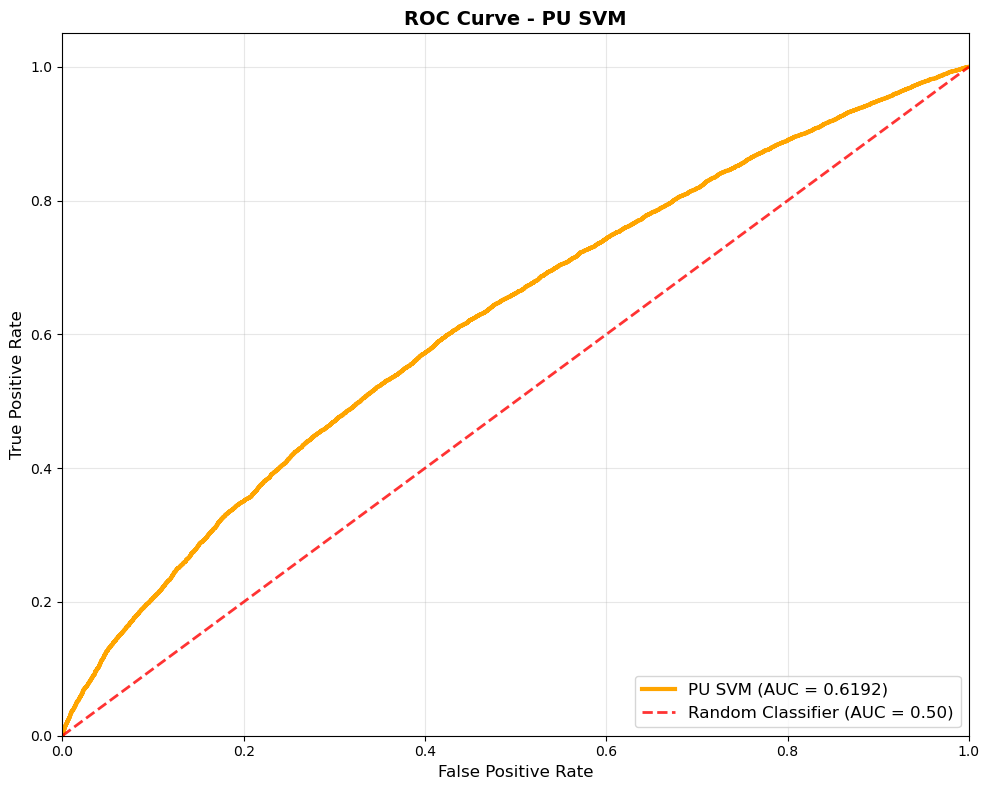 ROC Curve - PU SVM
True Positive Rate
1.0
0.8
0.6
0.4
0.2
0.0
0.0 0.2 0.4 0.6 0.8 1.0
False Positive Rate
PU SVM (AUC = 0.6192)
Random Classifier (AUC = 0.50)